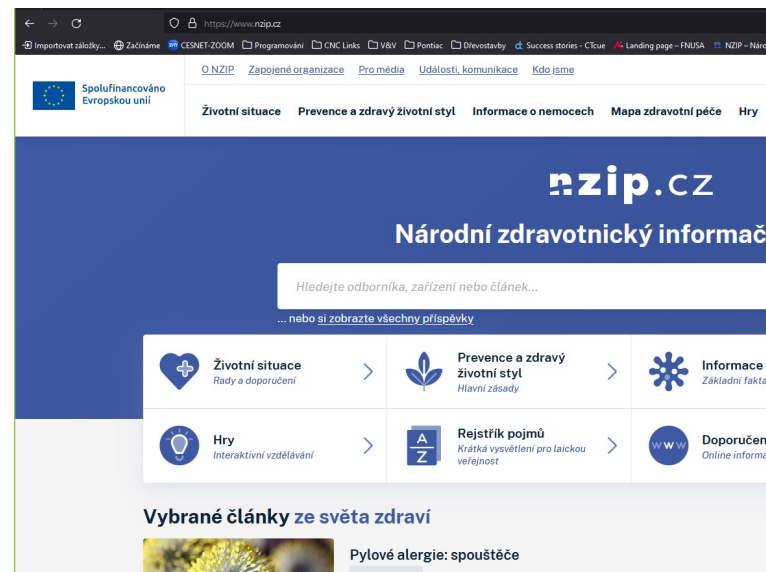 https://www.nzip.cz
Importovat záložky... Začínáme CESNET-ZOOM Programování CNC Links V&V Pontiac Dřevostavby Success stories - CTcue Landing page – FNUSA NZIP – Náro
O NZIP Zapojené organizace Pro média Události, komunikace Kdo jsme
Spolufinancováno
Evropskou unií
Životní situace Prevence a zdravý životní styl Informace o nemocech Mapa zdravotní péče Hry
nzip.cz
Národní zdravotnický informač
Hledejte odborníka, zařízení nebo článek...
... nebo si zobrazte všechny příspěvky
Životní situace
Rady a doporučení
Prevence a zdravý
životní styl
Hlavní zásady
Informace
Základní fakta
Hry
Interaktivní vzdělávání
A
Z
Rejstřík pojmů
Krátká vysvětlení pro laickou
veřejnost
www
Doporučen
Online informa
Vybrané články ze světa zdraví
Pylové alergie: spouštěče